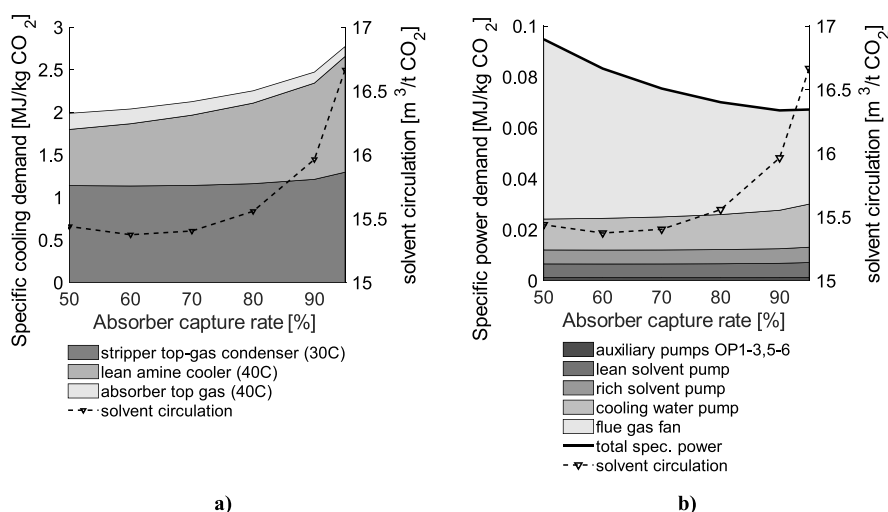 Specific cooling demand [MJ/kg CO2]
3
2.5
2
1.5
1
0.5
0
50 60 70 80 90
Absorber capture rate [%]
17
16.5
16
15.5
15
solvent circulation [m3/t CO2]
stripper top-gas condenser (30C)
lean amine cooler (40C)
absorber top gas (40C)
solvent circulation
a)
Specific power demand [MJ/kg CO2]
0.1
0.08
0.06
0.04
0.02
0
50 60 70 80 90
Absorber capture rate [%]
17
16.5
16
15.5
15
solvent circulation [m3/t CO2]
auxiliary pumps OP1-3,5-6
lean solvent pump
rich solvent pump
cooling water pump
flue gas fan
total spec. power
solvent circulation
b)